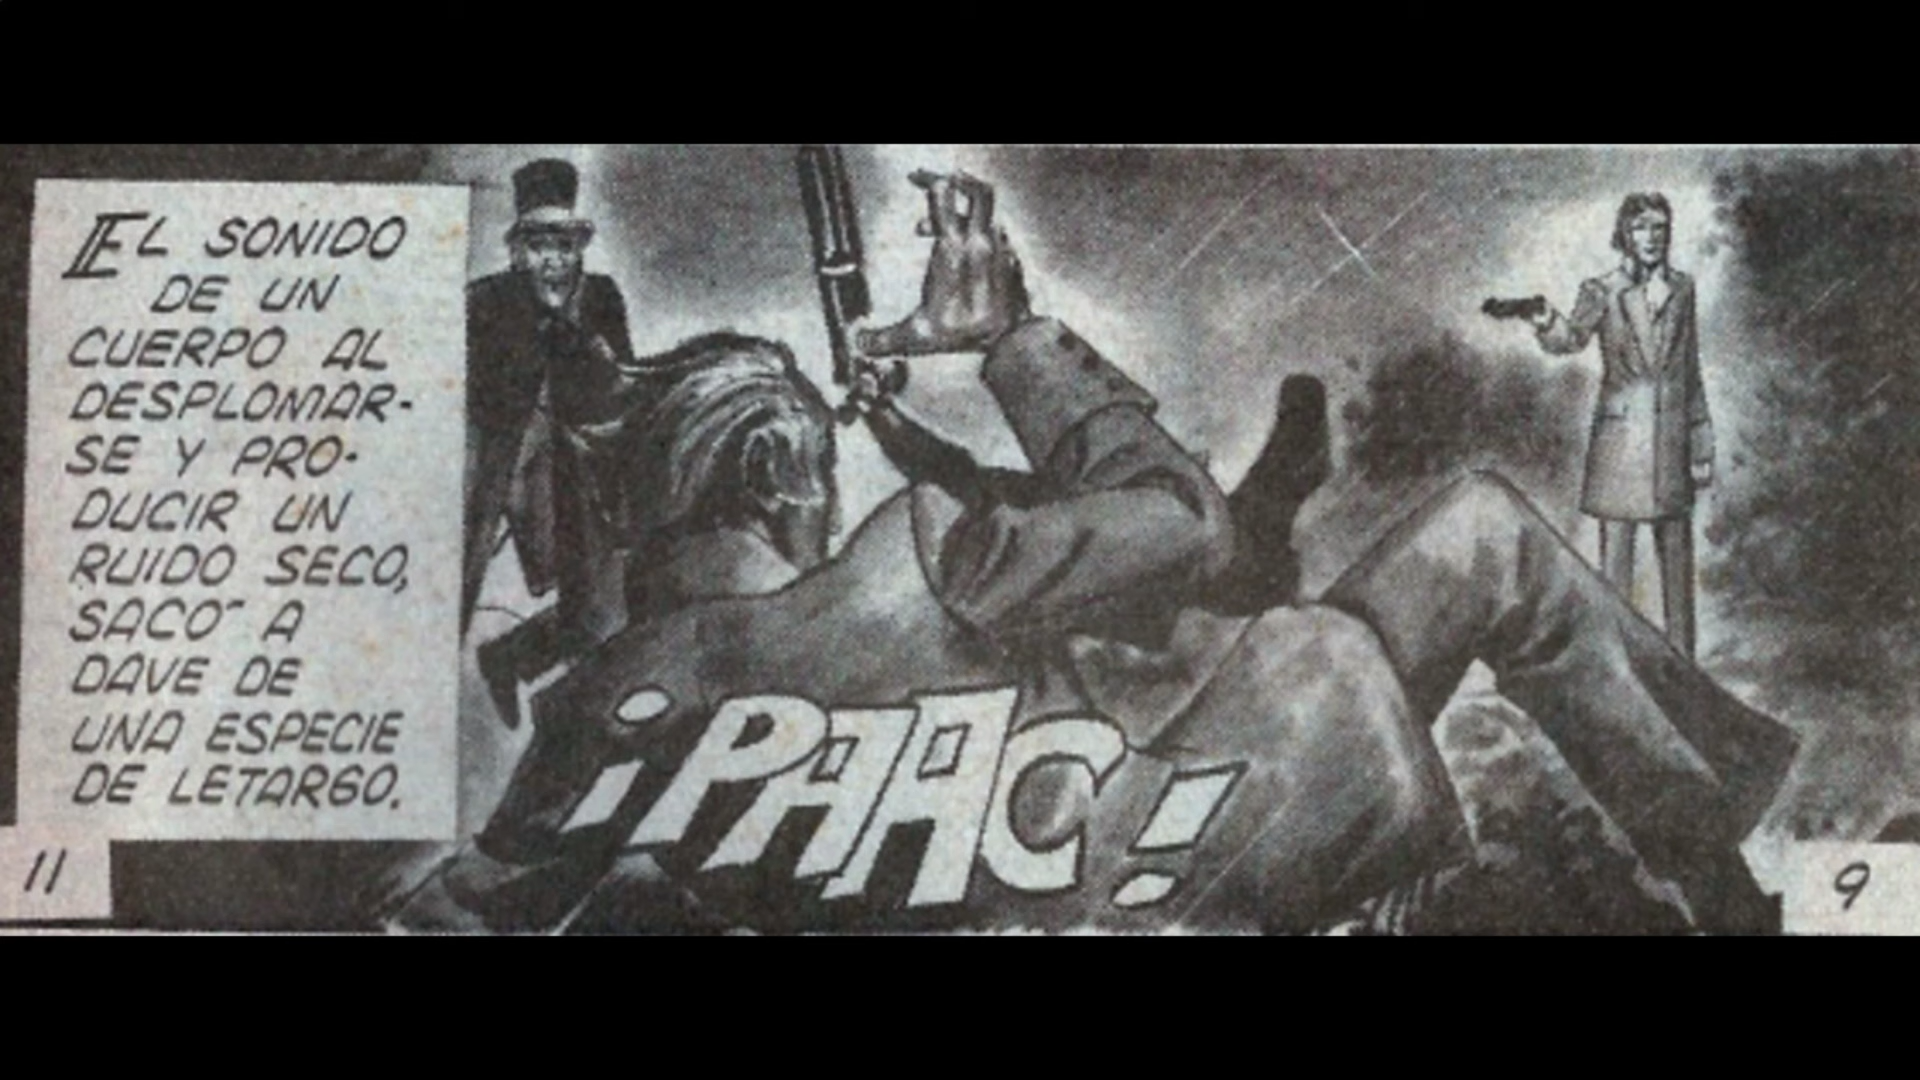 EL SONIDO
DE UN
CUERPO AL
DESPLOMAR-
SE Y PRO-
DUCIR UN
RUIDO SECO,
SACÓ A
DAVE DE
UNA ESPECIE
DE LETARGO.
¡PAAC!
11
9